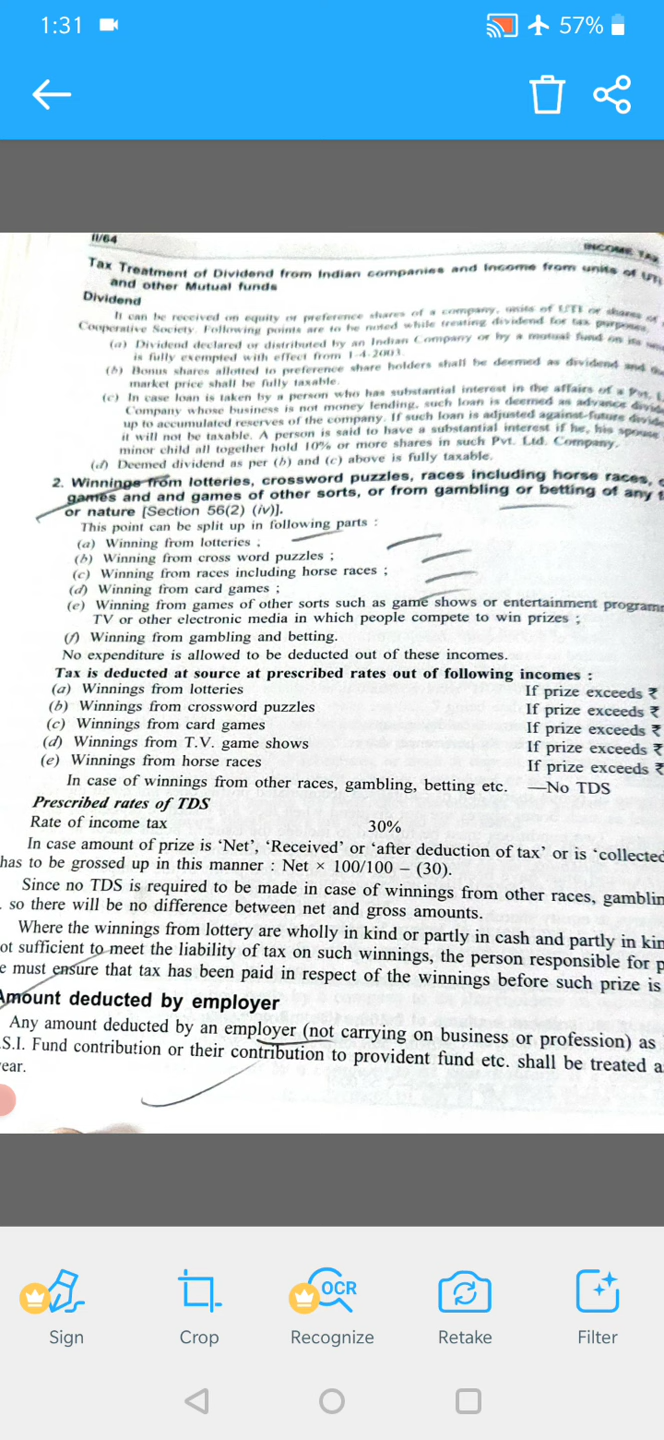 1:31
57%
II/64
INCOME TAX
Tax Treatment of Dividend from Indian companies and Income from units of UTI
and other Mutual funds
Dividend
It can be received on equity or preference shares of a company, units of UTI or shares of
Cooperative Society. Following points are to be noted while treating dividend for tax purposes,
(a) Dividend declared or distributed by an Indian Company or by a mutual fund on its
is fully exempted with effect from 1-4-2003.
(b) Bonus shares allotted to preference share holders shall be deemed as dividend and
market price shall be fully taxable.
(c) In case loan is taken by a person who has substantial interest in the affairs of a Pvt.
Company whose business is not money lending, such loan is deemed as advance
up to accumulated reserves of the company. If such loan is adjusted against future
it will not be taxable. A person is said to have a substantial interest if he, his spouse
minor child all together hold 10% or more shares in such Pvt. Ltd. Company.
(d) Deemed dividend as per (b) and (c) above is fully taxable.
2. Winnings from lotteries, crossword puzzles, races including horse races,
games and and games of other sorts, or from gambling or betting of any
or nature [Section 56(2) (iv)].
This point can be split up in following parts :
(a) Winning from lotteries ;
(b) Winning from cross word puzzles ;
(c) Winning from races including horse races ;
(d) Winning from card games ;
(e) Winning from games of other sorts such as game shows or entertainment
TV or other electronic media in which people compete to win prizes ;
(f) Winning from gambling and betting.
No expenditure is allowed to be deducted out of these incomes.
Tax is deducted at source at prescribed rates out of following incomes :
(a) Winnings from lotteries If prize exceeds ₹
(b) Winnings from crossword puzzles If prize exceeds ₹
(c) Winnings from card games If prize exceeds ₹
(d) Winnings from T.V. game shows If prize exceeds ₹
(e) Winnings from horse races If prize exceeds ₹
In case of winnings from other races, gambling, betting etc. —No TDS
Prescribed rates of TDS
Rate of income tax 30%
In case amount of prize is ‘Net’, ‘Received’ or ‘after deduction of tax’ or is ‘collected
has to be grossed up in this manner : Net × 100/100 – (30).
Since no TDS is required to be made in case of winnings from other races,
so there will be no difference between net and gross amounts.
Where the winnings from lottery are wholly in kind or partly in cash and partly in
sufficient to meet the liability of tax on such winnings, the person responsible for
must ensure that tax has been paid in respect of the winnings before such prize is
Amount deducted by employer
Any amount deducted by an employer (not carrying on business or profession) as
.S.I. Fund contribution or their contribution to provident fund etc. shall be treated
Sign
Crop
OCR
Recognize
Retake
Filter